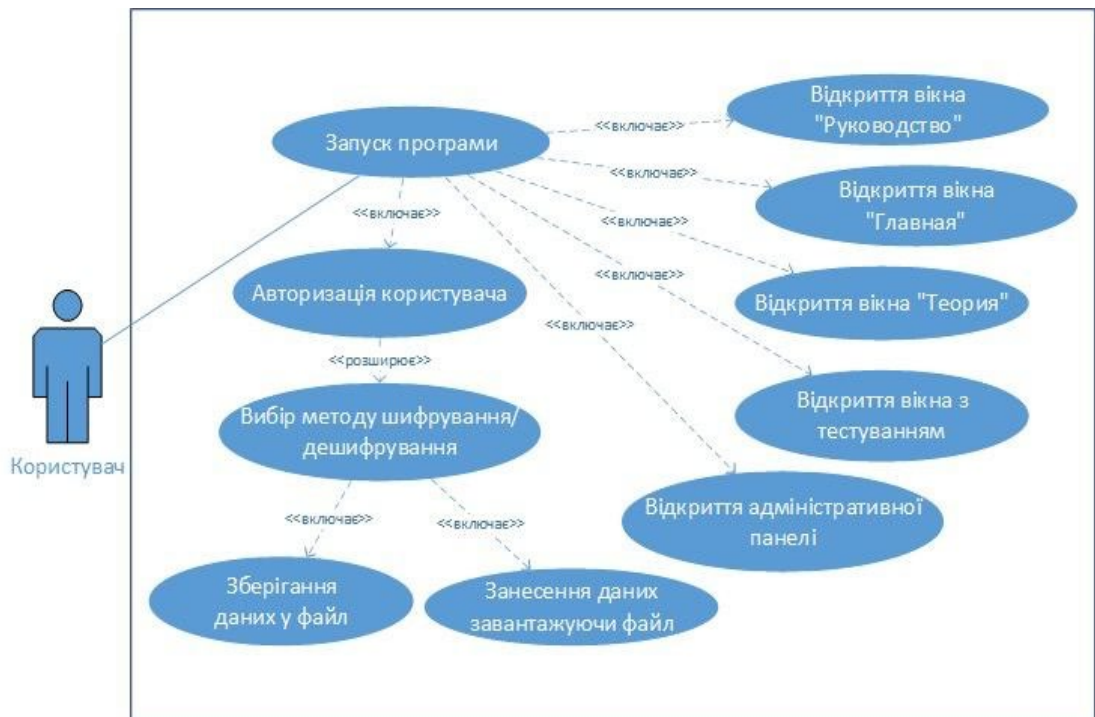 Відкриття вікна
"Руководство"
<<включає>>
Запуск програми
<<включає>>
Відкриття вікна
"Главная"
<<включає>>
<<включає>>
<<включає>>
Авторизація користувача
Відкриття вікна "Теория"
<<включає>>
<<розширює>>
Вибір методу шифрування/
дешифрування
Відкриття вікна з
тестуванням
Користувач
Відкриття адміністративної
панелі
<<включає>>
<<включає>>
Зберігання
даних у файл
Занесення даних
завантажуючи файл